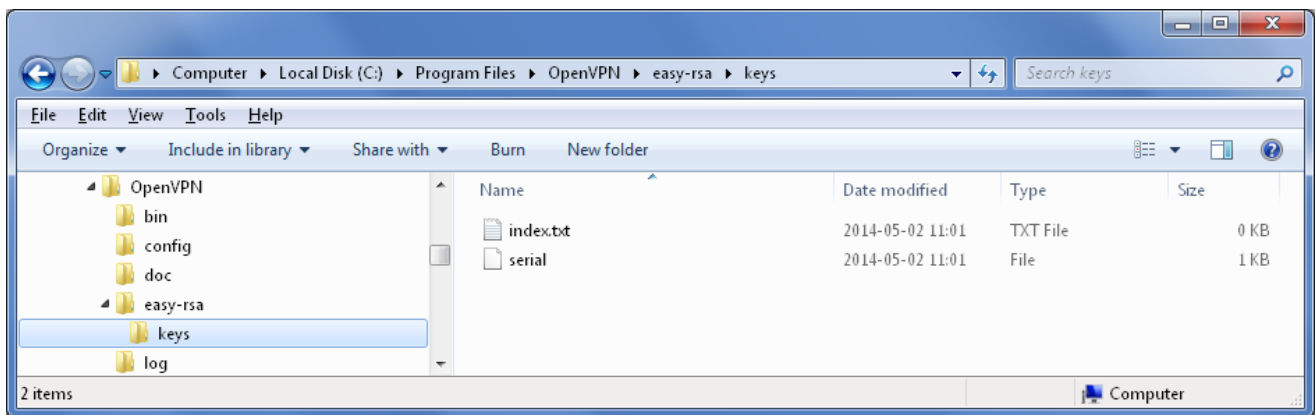 Computer Local Disk (C:) Program Files OpenVPN easy-rsa keys Search keys
File Edit View Tools Help
Organize Include in library Share with Burn New folder
OpenVPN
bin
config
doc
easy-rsa
keys
log
Name Date modified Type Size
index.txt 2014-05-02 11:01 TXT File 0 KB
serial 2014-05-02 11:01 File 1 KB
2 items Computer